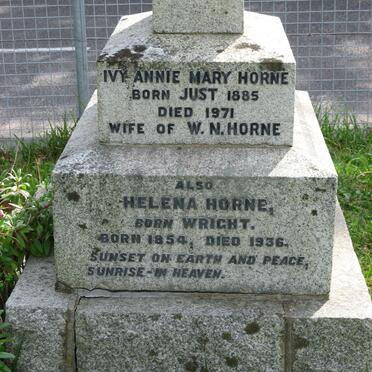 IVY ANNIE MARY HORNE
BORN JUST 1885
DIED 1971
WIFE OF W.N.HORNE
ALSO
HELENA HORNE,
BORN WRIGHT.
BORN 1854, DIED 1936.
SUNSET ON EARTH AND PEACE,
SUNRISE-IN HEAVEN.